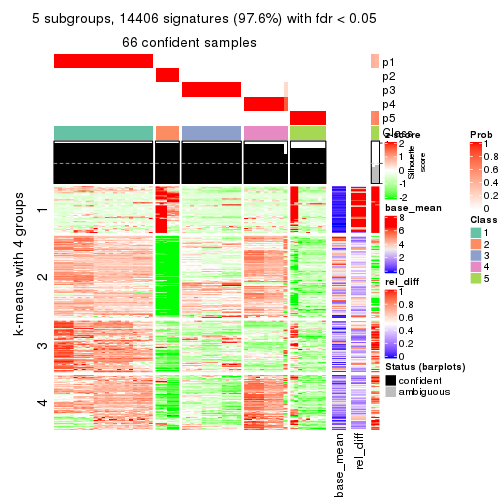 5 subgroups, 14406 signatures (97.6%) with fdr < 0.05
66 confident samples
p1
p2
p3
p4
p5
Class
Silhouette
score
k-means with 4 groups
1
2
3
4
base_mean
rel_diff
z-score
2
1
0
-1
-2
base_mean
8
6
4
2
0
rel_diff
1
0.8
0.6
0.4
0.2
0
Status (barplots)
confident
ambiguous
Prob
1
0.8
0.6
0.4
0.2
0
Class
1
2
3
4
5